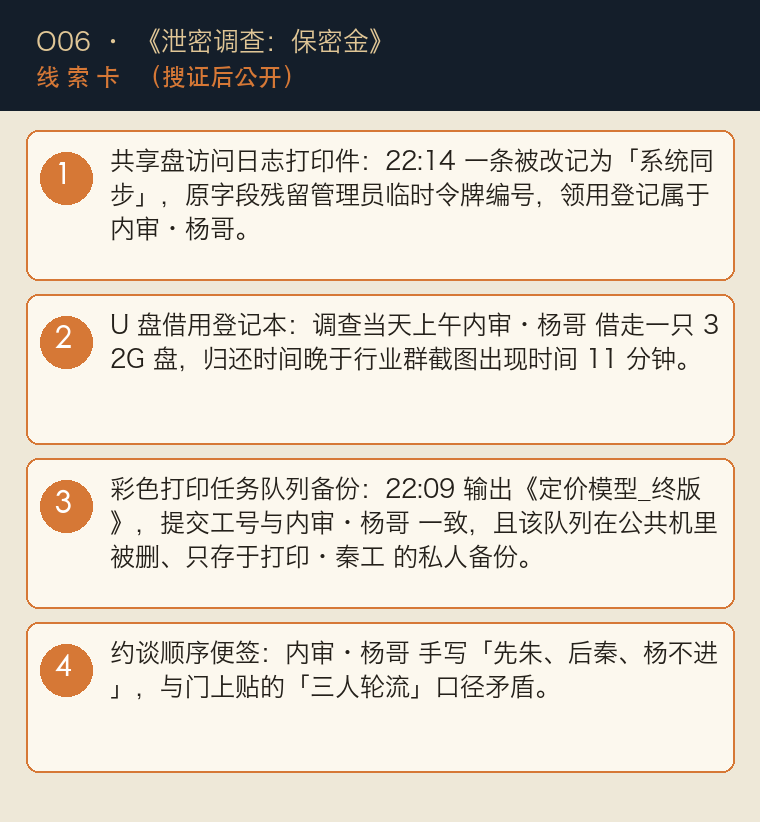 O06 · 《泄密调查：保密金》
线索卡 （搜证后公开）
1
共享盘访问日志打印件：22:14 一条被改记为「系统同
步」，原字段残留管理员临时令牌编号，领用登记属于
内审·杨哥。
2
U 盘借用登记本：调查当天上午内审·杨哥 借走一只 3
2G 盘，归还时间晚于行业群截图出现时间 11 分钟。
3
彩色打印任务队列备份：22:09 输出《定价模型_终版
》，提交工号与内审·杨哥 一致，且该队列在公共机里
被删、只存于打印·秦工 的私人备份。
4
约谈顺序便签：内审·杨哥 手写「先朱、后秦、杨不进
」，与门上贴的「三人轮流」口径矛盾。